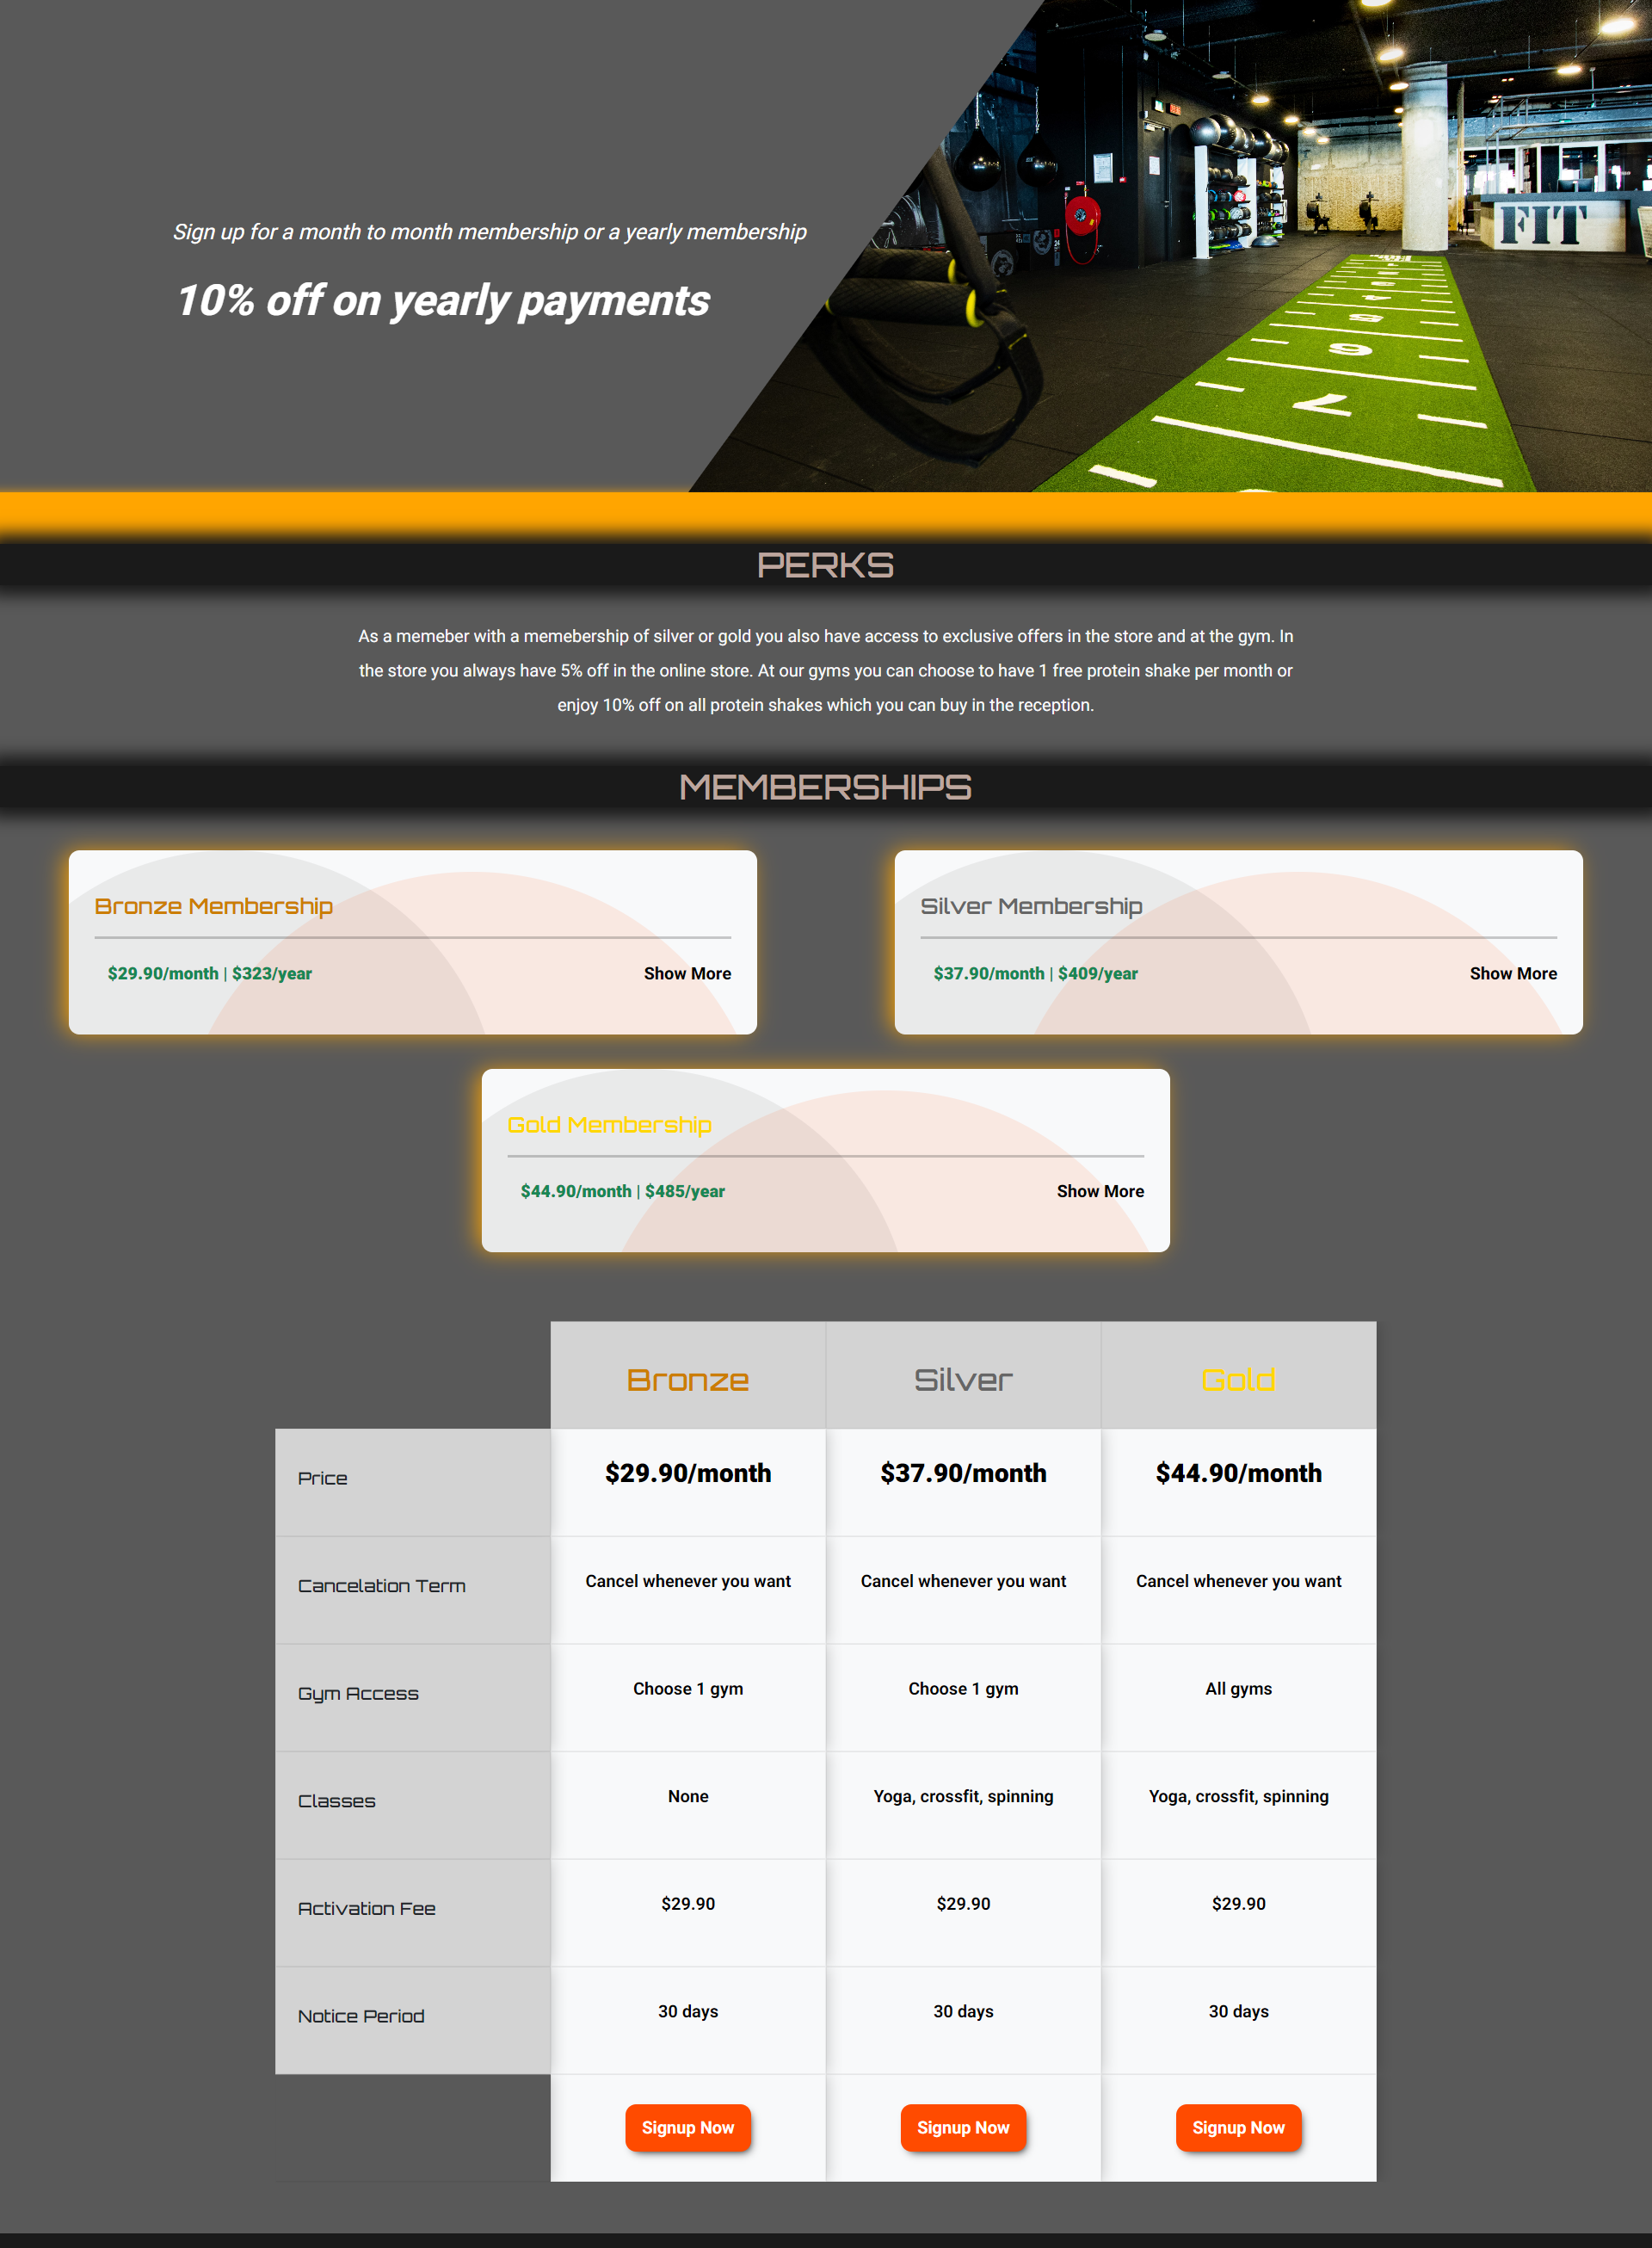 Sign up for a month to month membership or a yearly membership
10% off on yearly payments
FIT
7
PERKS
As a memeber with a memebership of silver or gold you also have access to exclusive offers in the store and at the gym. In
the store you always have 5% off in the online store. At our gyms you can choose to have 1 free protein shake per month or
enjoy 10% off on all protein shakes which you can buy in the reception.
MEMBERSHIPS
Bronze Membership
$29.90/month | $323/year Show More
Silver Membership
$37.90/month | $409/year Show More
Gold Membership
$44.90/month | $485/year Show More
Bronze Silver Gold
Price $29.90/month $37.90/month $44.90/month
Cancelation Term Cancel whenever you want Cancel whenever you want Cancel whenever you want
Gym Access Choose 1 gym Choose 1 gym All gyms
Classes None Yoga, crossfit, spinning Yoga, crossfit, spinning
Activation Fee $29.90 $29.90 $29.90
Notice Period 30 days 30 days 30 days
Signup Now Signup Now Signup Now